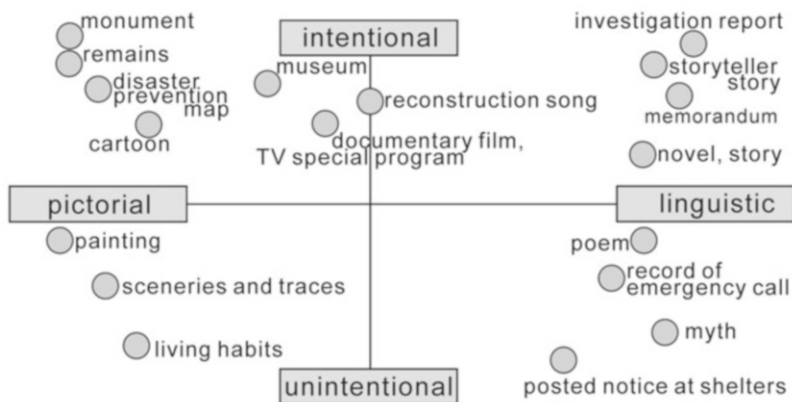 monument
remains
disaster
prevention
map
cartoon
intentional
museum
reconstruction song
documentary film,
TV special program
investigation report
storyteller
story
memorandum
novel, story
pictorial
linguistic
painting
sceneries and traces
living habits
poem
record of
emergency call
myth
posted notice at shelters
unintentional